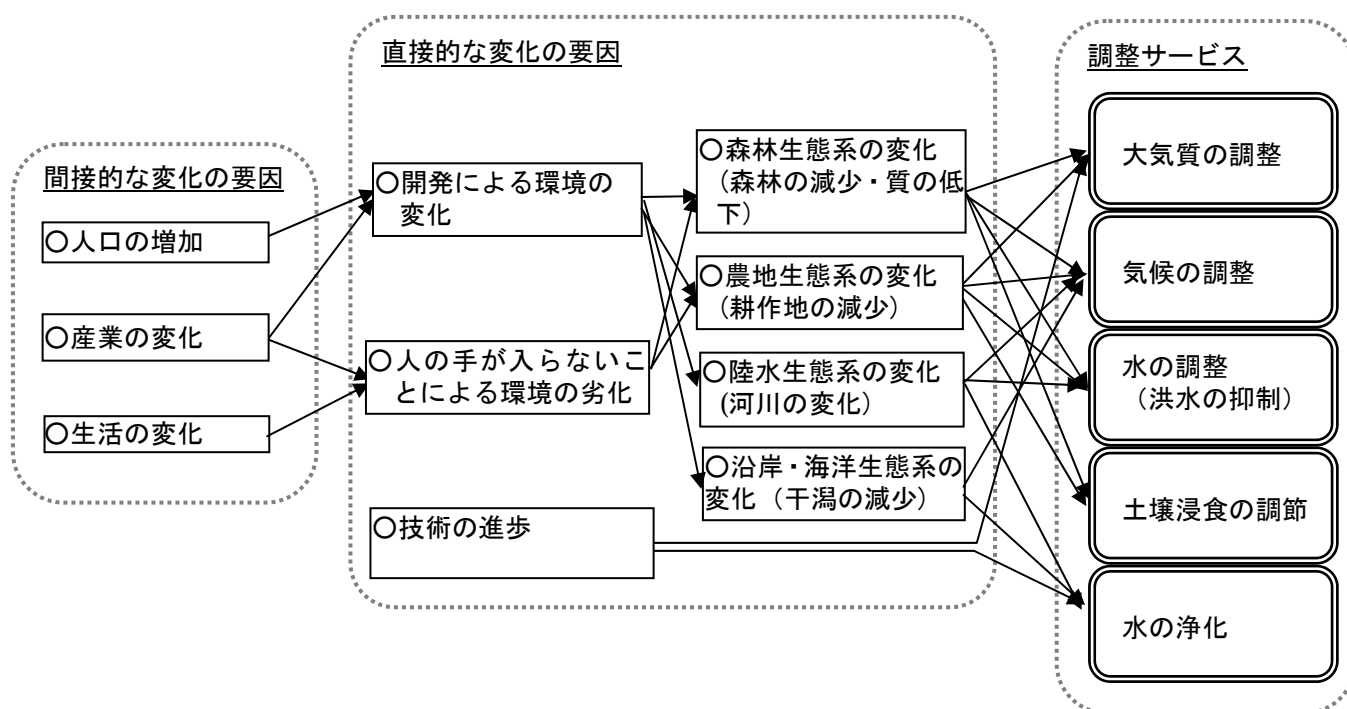 間接的な変化の要因
○人口の増加
○産業の変化
○生活の変化
直接的な変化の要因
○開発による環境の
変化
○人の手が入らないこ
とによる環境の劣化
○技術の進歩
○森林生態系の変化
（森林の減少・質の低
下）
○農地生態系の変化
（耕作地の減少）
○陸水生態系の変化
(河川の変化）
○沿岸・海洋生態系の
変化（干潟の減少）
調整サービス
大気質の調整
気候の調整
水の調整
（洪水の抑制）
土壌浸食の調節
水の浄化